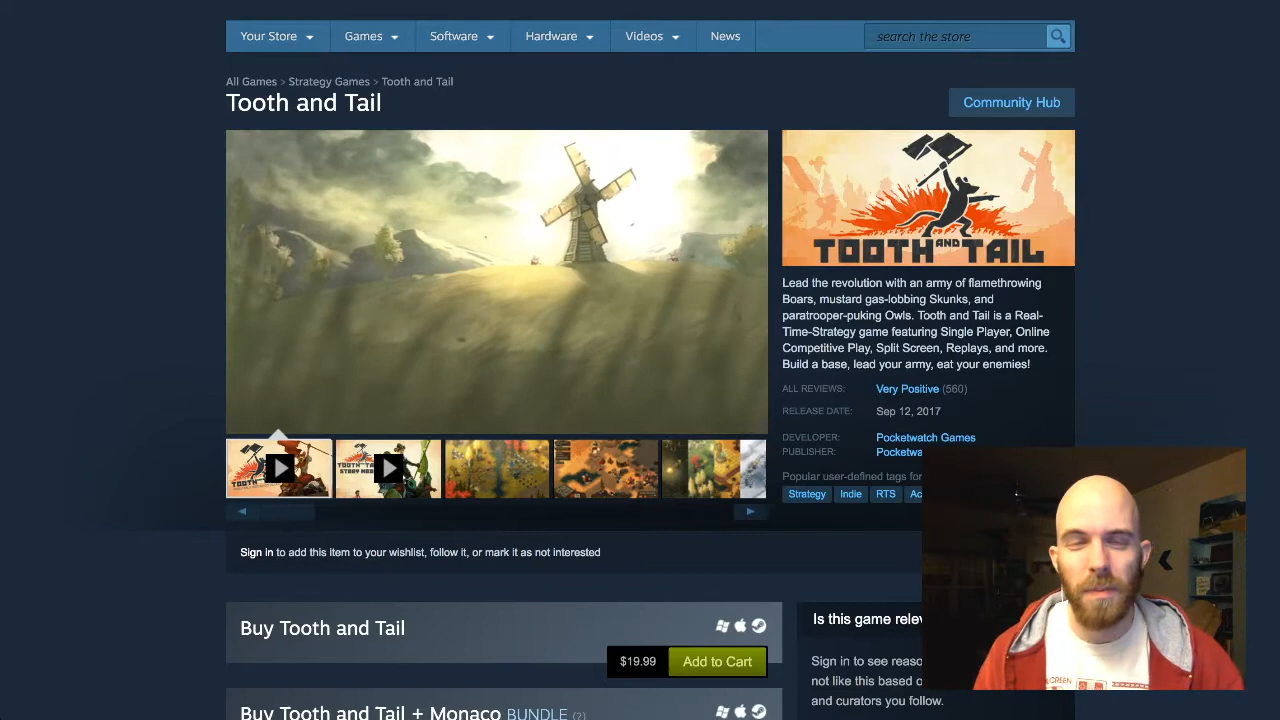 Your Store
Games
Software
Hardware
Videos
News
search the store
All Games > Strategy Games > Tooth and Tail
Tooth and Tail
Community Hub
TOOTH AND TAIL
Lead the revolution with an army of flamethrowing
Boars, mustard gas-lobbing Skunks, and
paratrooper-puking Owls. Tooth and Tail is a Real-
Time-Strategy game featuring Single Player, Online
Competitive Play, Split Screen, Replays, and more.
Build a base, lead your army, eat your enemies!
ALL REVIEWS: Very Positive (560)
RELEASE DATE: Sep 12, 2017
DEVELOPER: Pocketwatch Games
PUBLISHER: Pocketwa
Popular user-defined tags for
Strategy Indie RTS Ac
Sign in to add this item to your wishlist, follow it, or mark it as not interested
Buy Tooth and Tail
$19.99
Add to Cart
Buy Tooth and Tail + Monaco BUNDLE (?)
Is this game relev
Sign in to see reaso
not like this based o
and curators you follow.